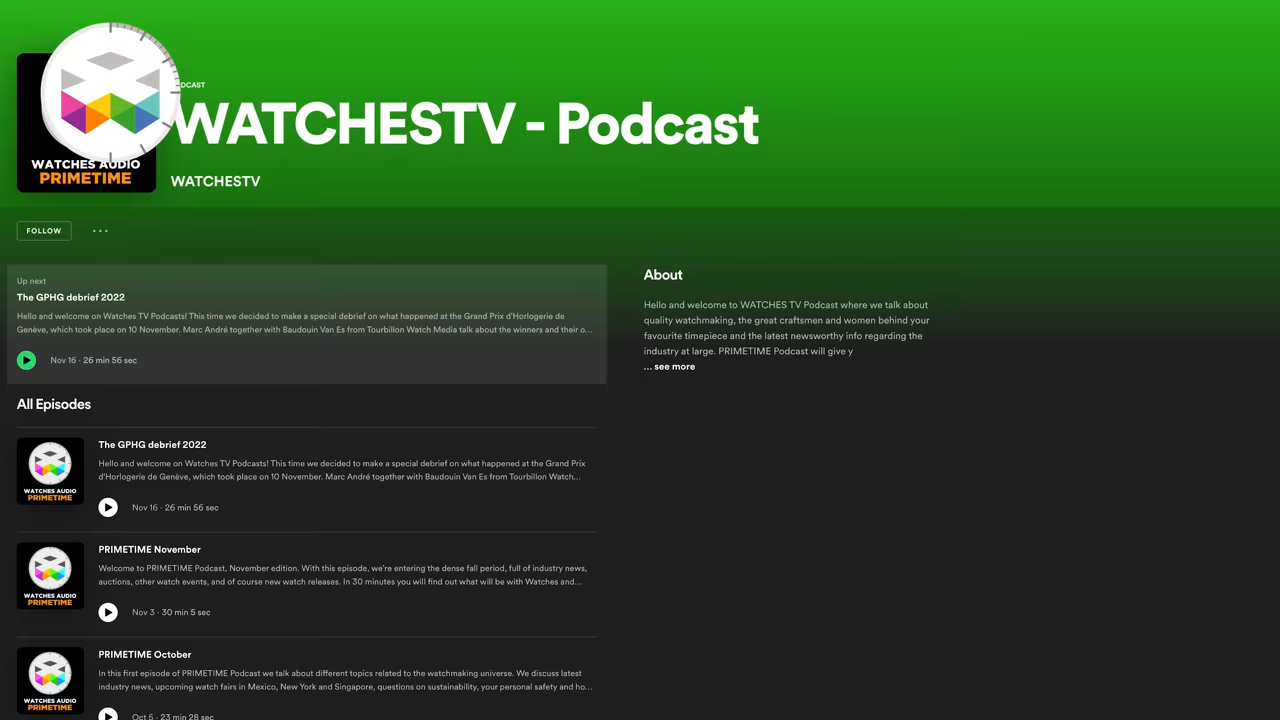 DCAST
WATCHESTV - Podcast
WATCHES AUDIO
PRIMETIME
WATCHESTV
FOLLOW
Up next
The GPHG debrief 2022
Hello and welcome on Watches TV Podcasts! This time we decided to make a special debrief on what happened at the Grand Prix d'Horlogerie de
Genève, which took place on 10 November. Marc André together with Baudouin Van Es from Tourbillon Watch Media talk about the winners and their o...
Nov 16 · 26 min 56 sec
About
Hello and welcome to WATCHES TV Podcast where we talk about
quality watchmaking, the great craftsmen and women behind your
favourite timepiece and the latest newsworthy info regarding the
industry at large. PRIMETIME Podcast will give y
... see more
All Episodes
WATCHES AUDIO
PRIMETIME
The GPHG debrief 2022
Hello and welcome on Watches TV Podcasts! This time we decided to make a special debrief on what happened at the Grand Prix
d'Horlogerie de Genève, which took place on 10 November. Marc André together with Baudouin Van Es from Tourbillon Watch...
Nov 16 · 26 min 56 sec
WATCHES AUDIO
PRIMETIME
PRIMETIME November
Welcome to PRIMETIME Podcast, November edition. With this episode, we're entering the dense fall period, full of industry news,
auctions, other watch events, and of course new watch releases. In 30 minutes you will find out what will be with Watches and...
Nov 3 · 30 min 5 sec
WATCHES AUDIO
PRIMETIME
PRIMETIME October
In this first episode of PRIMETIME Podcast we talk about different topics related to the watchmaking universe. We discuss latest
industry news, upcoming watch fairs in Mexico, New York and Singapore, questions on sustainability, your personal safety and ho...
Oct 5 · 23 min 28 sec